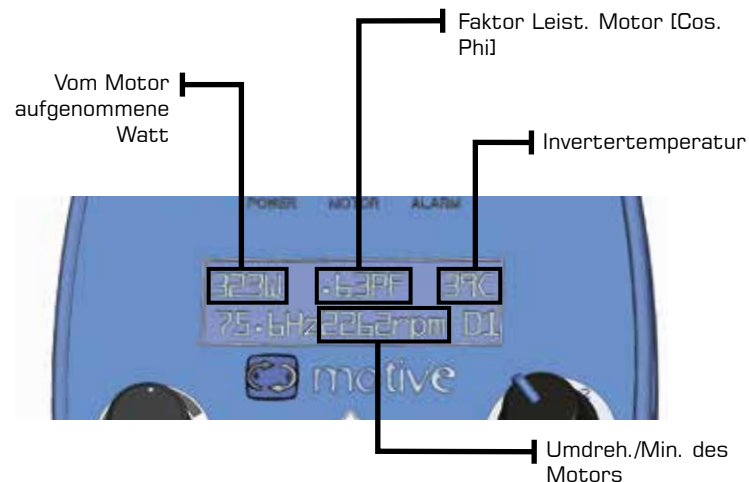 Faktor Leist. Motor [Cos.
Phi]
Vom Motor
aufgenommene
Watt
Invertertemperatur
POWER MOTOR ALARM
323W .63PF 39C
75.6Hz 2262rpm D1
motive
Umdreh./Min. des
Motors